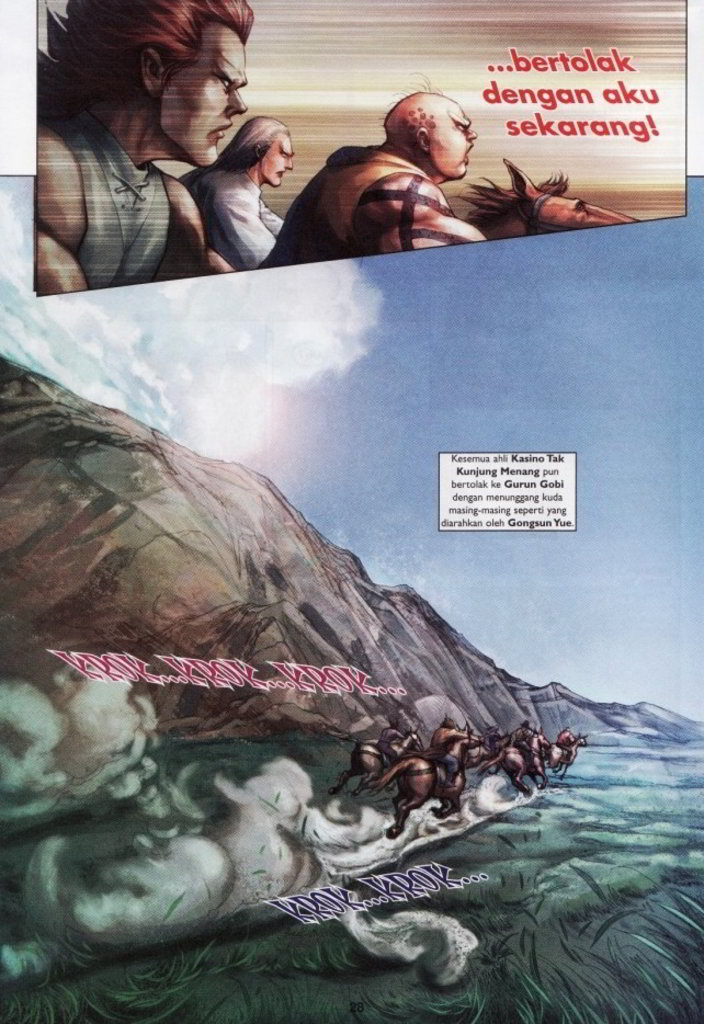 ...bertolak
dengan aku
sekarang!
Kesemua ahli Kasino Tak
Kunjung Menang pun
bertolak ke Gurun Gobi
dengan menunggang kuda
masing-masing seperti yang
diarahkan oleh Gongsun Yue.
KROK...KROK...KROK...
KROK...KROK...
28